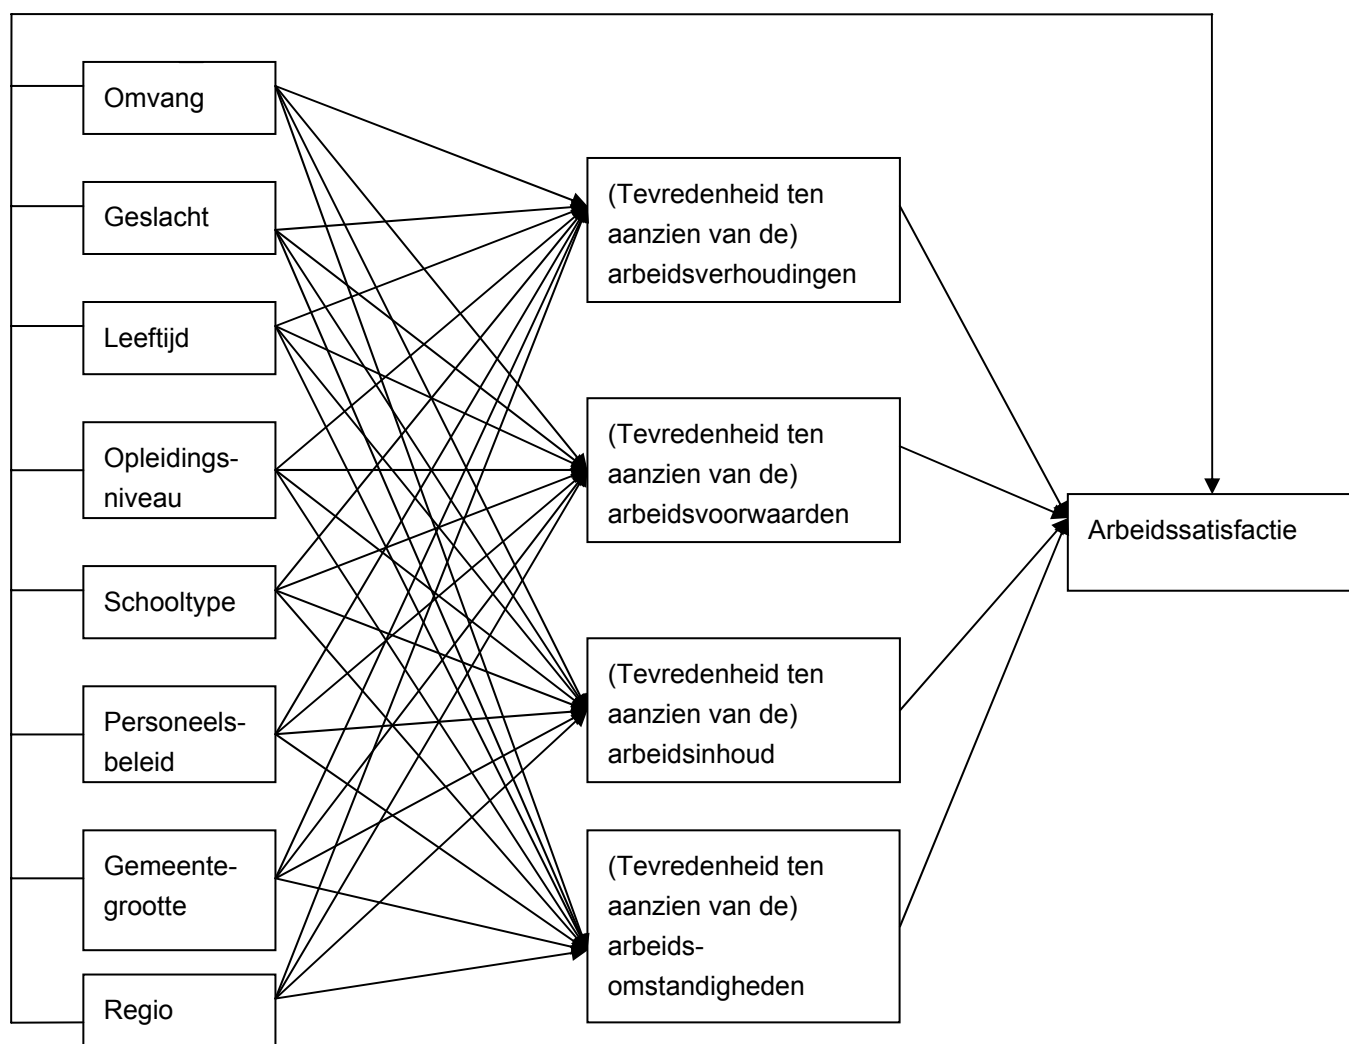 Omvang
Geslacht
Leeftijd
Opleidings-
niveau
Schooltype
Personeels-
beleid
Gemeente-
grootte
Regio
(Tevredenheid ten
aanzien van de)
arbeidsverhoudingen
(Tevredenheid ten
aanzien van de)
arbeidsvoorwaarden
(Tevredenheid ten
aanzien van de)
arbeidsinhoud
(Tevredenheid ten
aanzien van de)
arbeids-
omstandigheden
Arbeidssatisfactie